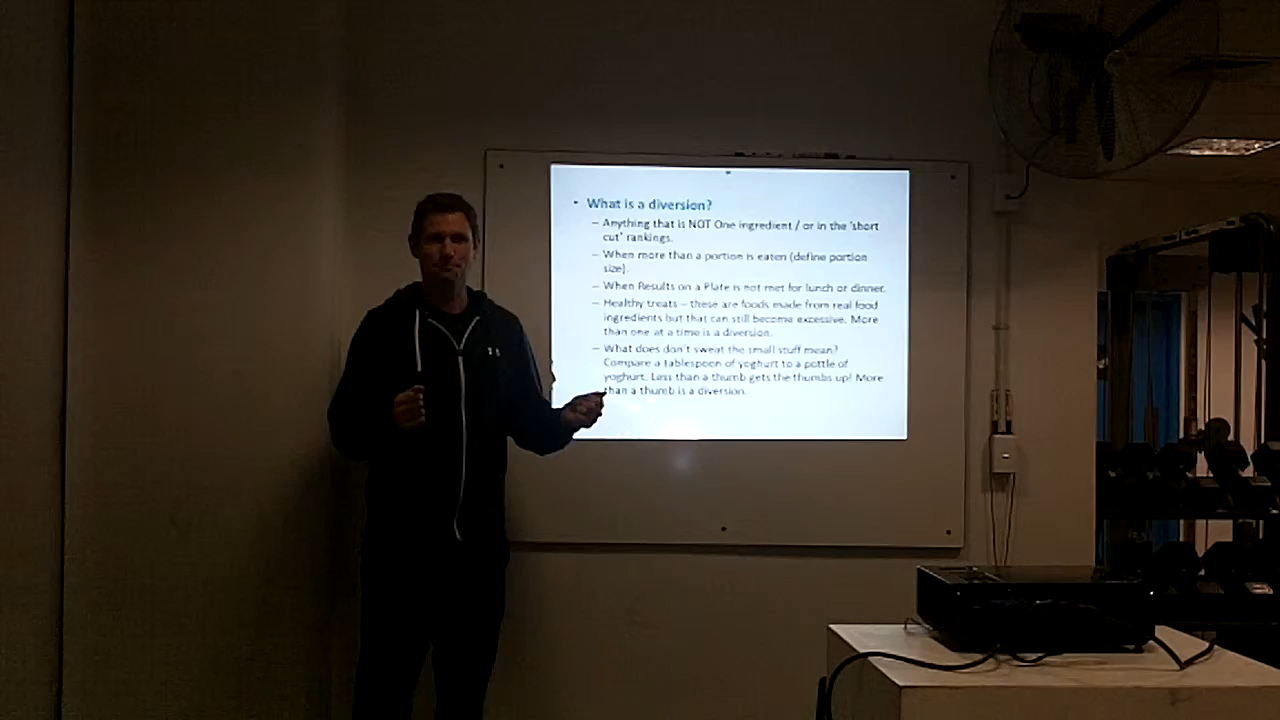 • What is a diversion?
– Anything that is NOT One ingredient / or in the 'short
cut' rankings.
– When more than a portion is eaten (define portion
size).
– When Results on a Plate is not met for lunch or dinner.
– Healthy treats – these are foods made from real food
ingredients but that can still become excessive. More
than one at a time is a diversion.
– What does don't sweat the small stuff mean?
Compare a tablespoon of yoghurt to a pottle of
yoghurt. Less than a thumb gets the thumbs up! More
than a thumb is a diversion.